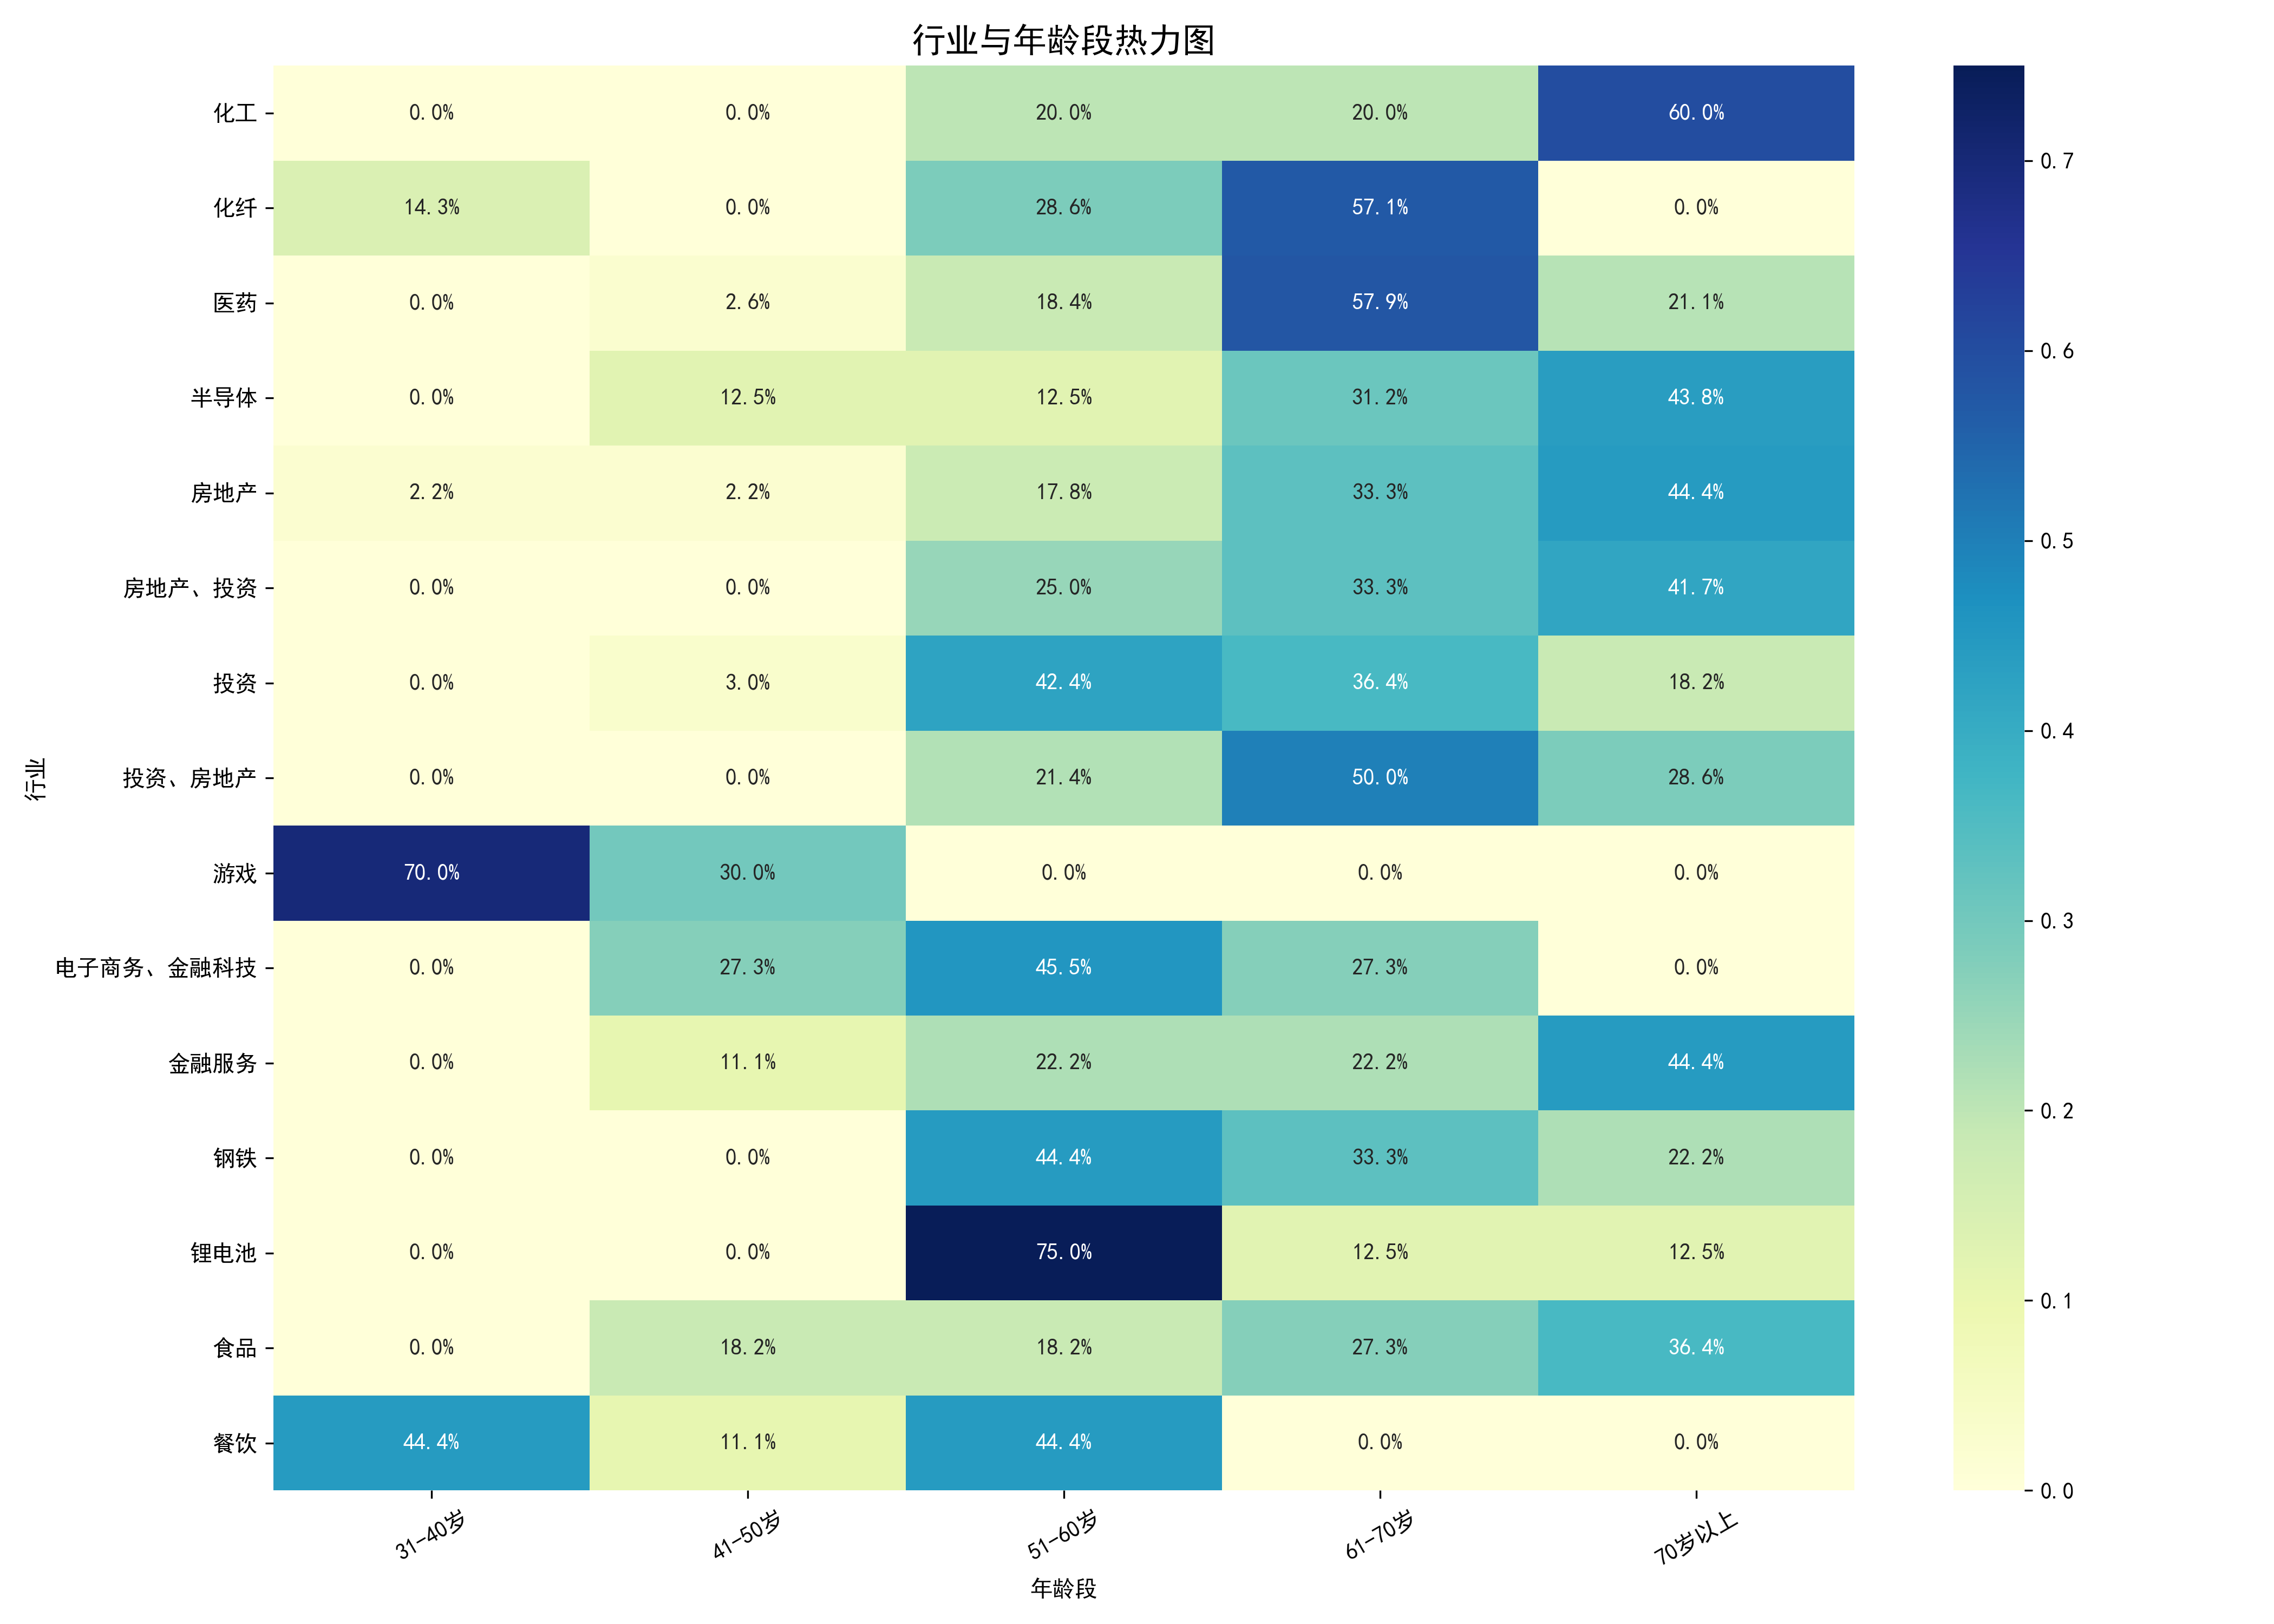 行业与年龄段热力图
化工 0.0% 0.0% 20.0% 20.0% 60.0%
化纤 14.3% 0.0% 28.6% 57.1% 0.0%
医药 0.0% 2.6% 18.4% 57.9% 21.1%
半导体 0.0% 12.5% 12.5% 31.2% 43.8%
房地产 2.2% 2.2% 17.8% 33.3% 44.4%
房地产、投资 0.0% 0.0% 25.0% 33.3% 41.7%
投资 0.0% 3.0% 42.4% 36.4% 18.2%
投资、房地产 0.0% 0.0% 21.4% 50.0% 28.6%
游戏 70.0% 30.0% 0.0% 0.0% 0.0%
电子商务、金融科技 0.0% 27.3% 45.5% 27.3% 0.0%
金融服务 0.0% 11.1% 22.2% 22.2% 44.4%
钢铁 0.0% 0.0% 44.4% 33.3% 22.2%
锂电池 0.0% 0.0% 75.0% 12.5% 12.5%
食品 0.0% 18.2% 18.2% 27.3% 36.4%
餐饮 44.4% 11.1% 44.4% 0.0% 0.0%
31-40岁 41-50岁 51-60岁 61-70岁 70岁以上
年龄段
行业
0.7
0.6
0.5
0.4
0.3
0.2
0.1
0.0